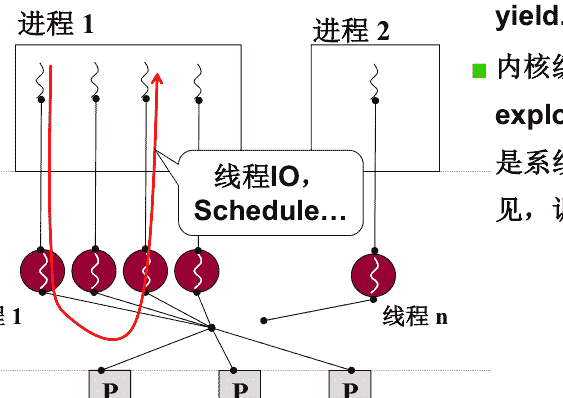 进程 1
进程 2
yield.
内核
explo
是系
见，
线程IO，
Schedule…
程 1
线程 n
P
P
P